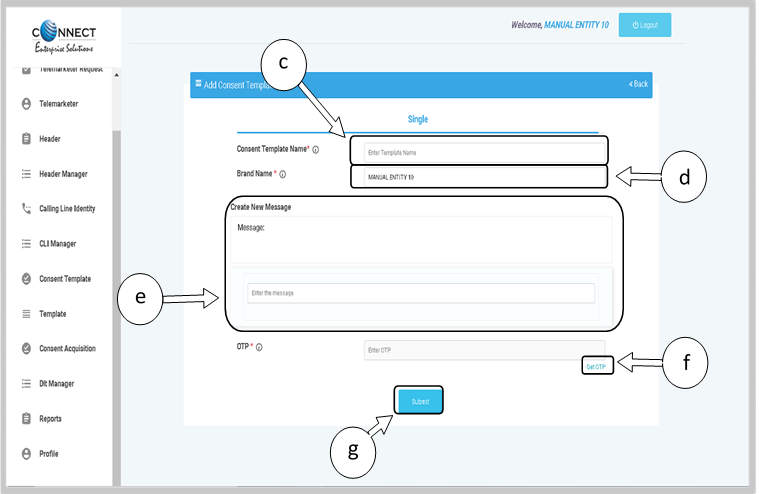 CONNECT
Enterprise Solutions
Welcome, MANUAL ENTITY 10
Logout
Telemarketer Request
Telemarketer
Header
Header Manager
Calling Line Identity
CLI Manager
Consent Template
Template
Consent Acquisition
Dlt Manager
Reports
Profile
c
Add Consent Template
< Back
Single
Consent Template Name*
Enter Template Name
Brand Name *
MANUAL ENTITY 10
d
Create New Message
Message:
e
Enter the message
OTP *
Enter OTP
Get OTP
f
Submit
g